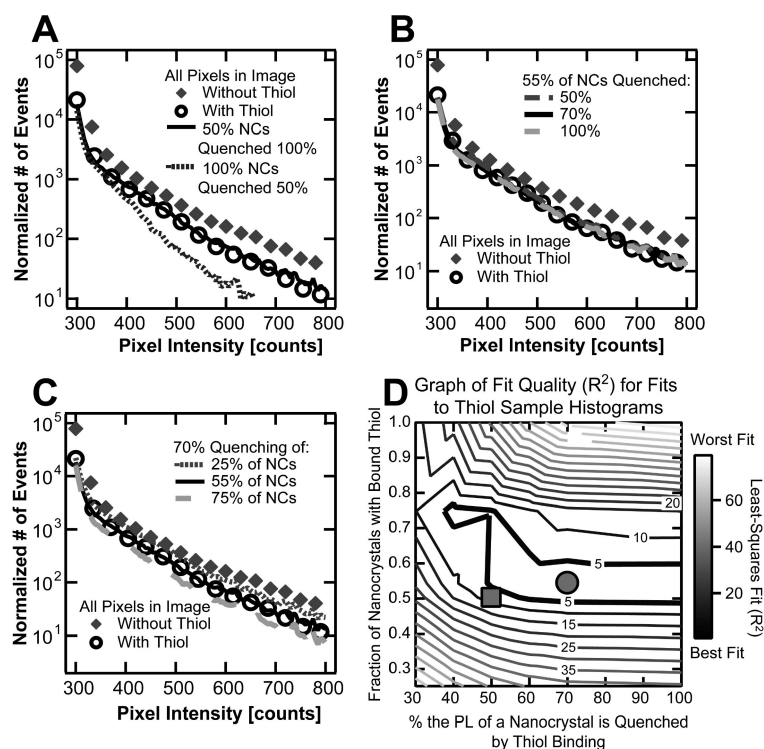 A
Normalized # of Events
10^5
10^4
10^3
10^2
10^1
All Pixels in Image
Without Thiol
With Thiol
50% NCs
Quenched 100%
100% NCs
Quenched 50%
300 400 500 600 700 800
Pixel Intensity [counts]
B
Normalized # of Events
10^5
10^4
10^3
10^2
10^1
55% of NCs Quenched:
50%
70%
100%
All Pixels in Image
Without Thiol
With Thiol
300 400 500 600 700 800
Pixel Intensity [counts]
C
Normalized # of Events
10^5
10^4
10^3
10^2
10^1
70% Quenching of:
25% of NCs
55% of NCs
75% of NCs
All Pixels in Image
Without Thiol
With Thiol
300 400 500 600 700 800
Pixel Intensity [counts]
D
Graph of Fit Quality (R²) for Fits
to Thiol Sample Histograms
Fraction of Nanocrystals with Bound Thiol
1.0
0.9
0.8
0.7
0.6
0.5
0.4
0.3
20
10
5
5
15
25
35
30 40 50 60 70 80 90 100
% the PL of a Nanocrystal is Quenched
by Thiol Binding
Worst Fit
60
40
20
Best Fit
Least-Squares Fit (R²)